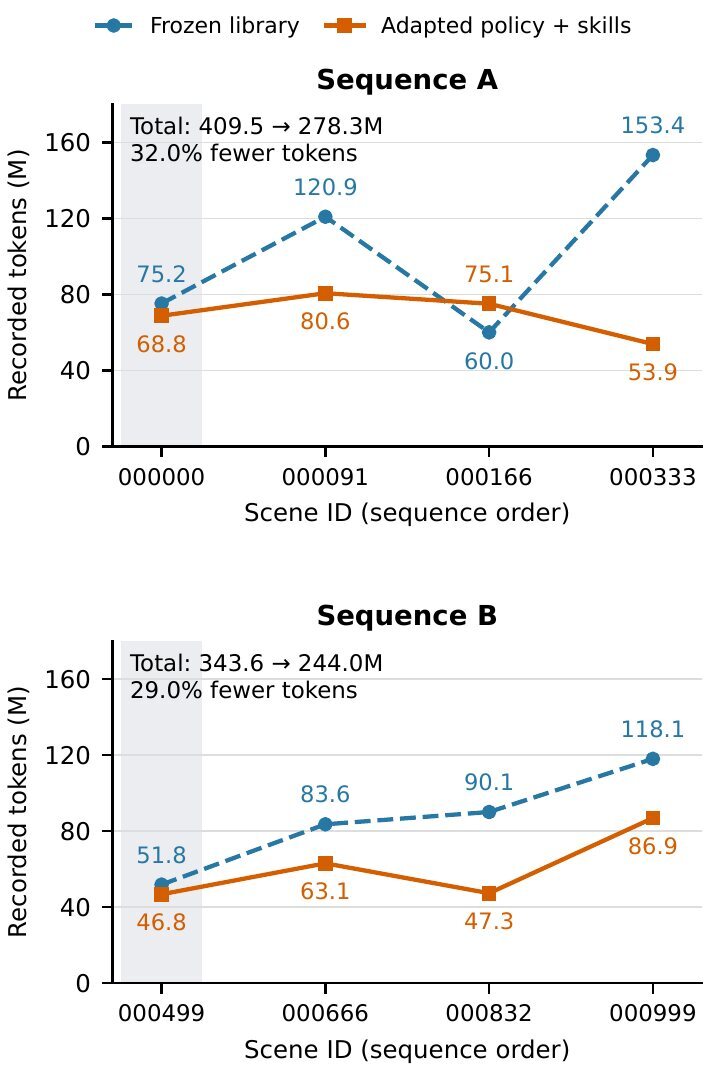 Frozen library Adapted policy + skills
Sequence A
Total: 409.5 → 278.3M
32.0% fewer tokens
Recorded tokens (M)
160
120
80
40
0
75.2
120.9
60.0
153.4
68.8
80.6
75.1
53.9
000000 000091 000166 000333
Scene ID (sequence order)
Sequence B
Total: 343.6 → 244.0M
29.0% fewer tokens
Recorded tokens (M)
160
120
80
40
0
51.8
83.6
90.1
118.1
46.8
63.1
47.3
86.9
000499 000666 000832 000999
Scene ID (sequence order)